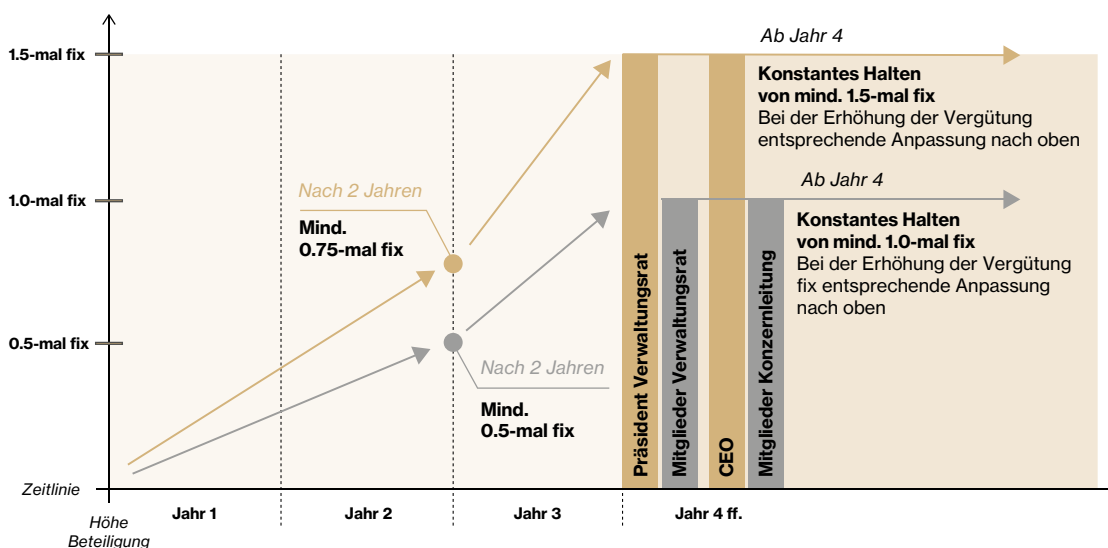 Ab Jahr 4
1.5-mal fix
Konstantes Halten
von mind. 1.5-mal fix
Bei der Erhöhung der Vergütung
entsprechende Anpassung nach oben
Nach 2 Jahren
Mind.
0.75-mal fix
1.0-mal fix
Ab Jahr 4
Konstantes Halten
von mind. 1.0-mal fix
Bei der Erhöhung der Vergütung
fix entsprechende Anpassung
nach oben
0.5-mal fix
Nach 2 Jahren
Mind.
0.5-mal fix
Präsident Verwaltungsrat
Mitglieder Verwaltungsrat
CEO
Mitglieder Konzernleitung
Zeitlinie
Höhe
Beteiligung
Jahr 1
Jahr 2
Jahr 3
Jahr 4 ff.